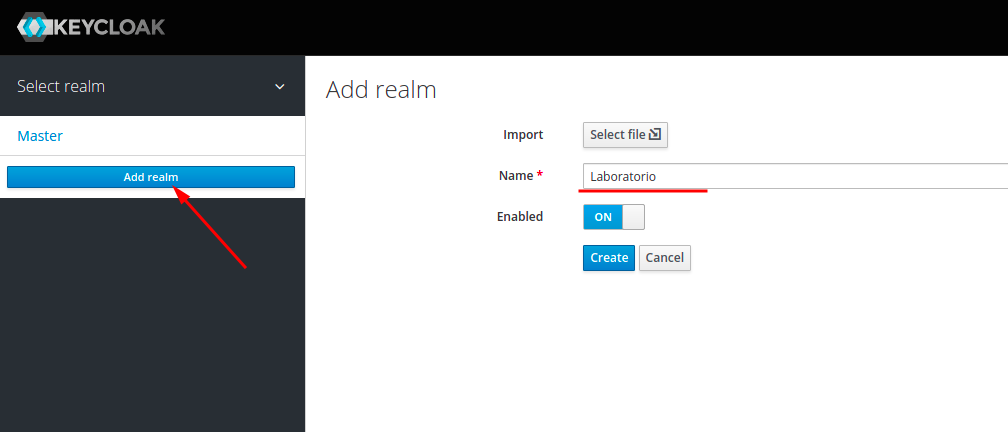 KEYCLOAK
Select realm
Master
Add realm
Add realm
Import Select file
Name * Laboratorio
Enabled ON
Create Cancel